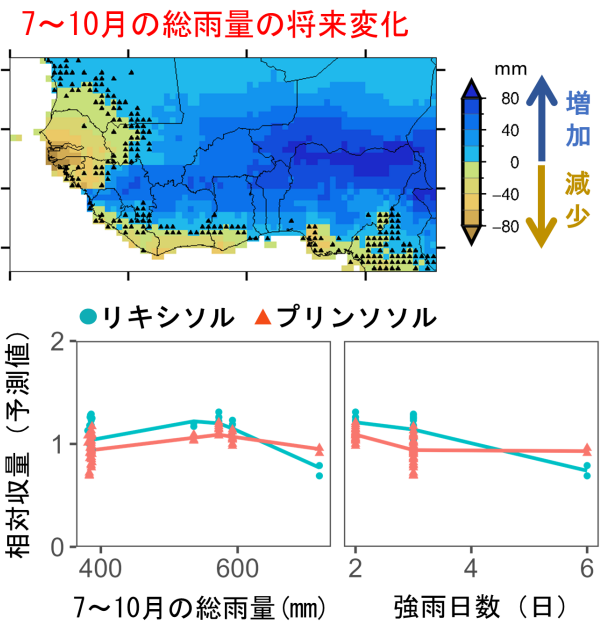 7～10月の総雨量の将来変化
mm
80
40
0
−40
−80
増加
減少
リキシソル
プリンソソル
相対収量（予測値）
2
1
0
400
600
7～10月の総雨量(mm)
2
4
6
強雨日数（日）